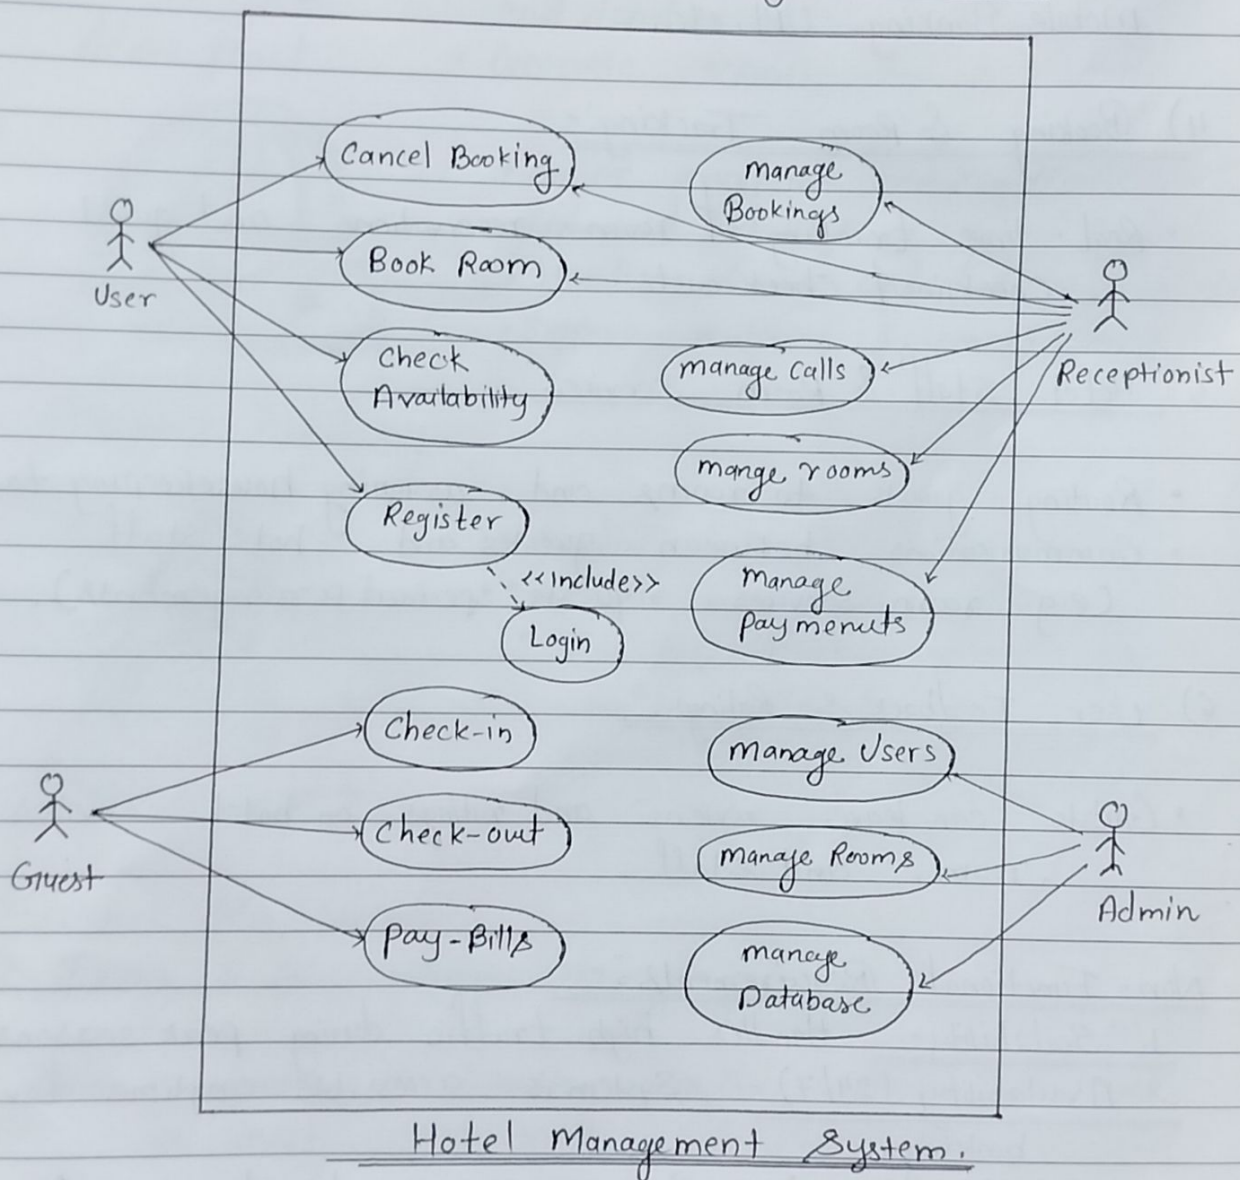 Cancel Booking
manage
Bookings
Book Room
User
Check
Availability
manage calls
Receptionist
mange rooms
Register
<<include>>
manage
paymenuts
Login
Check-in
Manage Users
Check-out
manage Rooms
Guest
Admin
Pay-Bills
manage
Database
Hotel Management System.